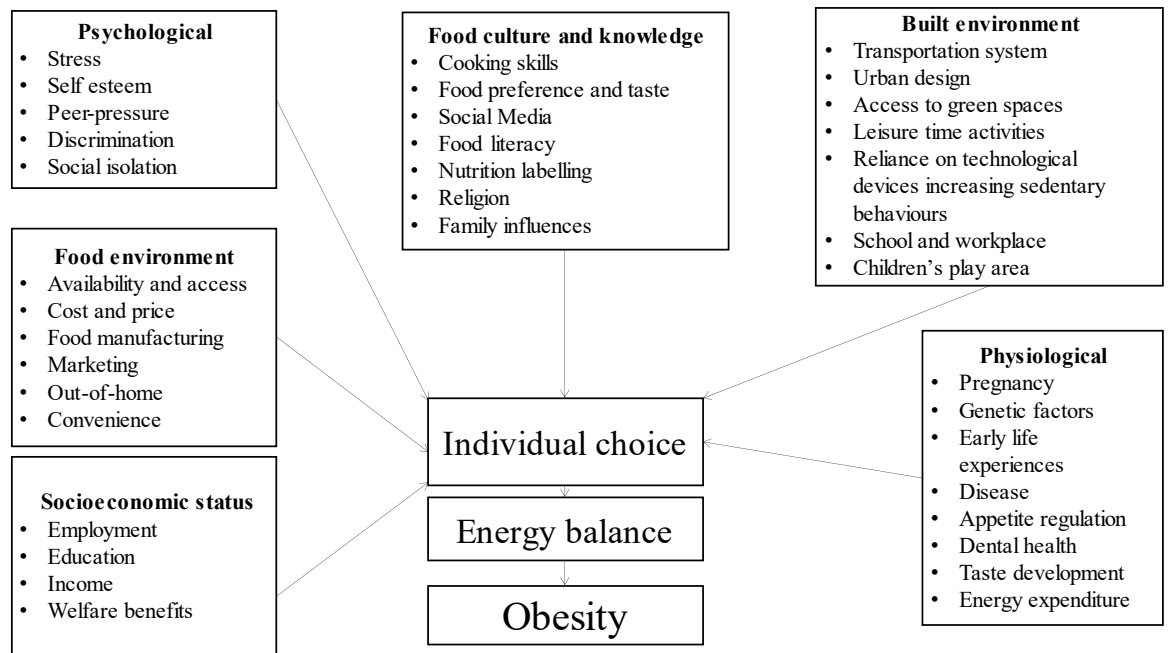 Psychological
• Stress
• Self esteem
• Peer-pressure
• Discrimination
• Social isolation
Food culture and knowledge
• Cooking skills
• Food preference and taste
• Social Media
• Food literacy
• Nutrition labelling
• Religion
• Family influences
Built environment
• Transportation system
• Urban design
• Access to green spaces
• Leisure time activities
• Reliance on technological
devices increasing sedentary
behaviours
• School and workplace
• Children’s play area
Food environment
• Availability and access
• Cost and price
• Food manufacturing
• Marketing
• Out-of-home
• Convenience
Physiological
• Pregnancy
• Genetic factors
• Early life
experiences
• Disease
• Appetite regulation
• Dental health
• Taste development
• Energy expenditure
Socioeconomic status
• Employment
• Education
• Income
• Welfare benefits
Individual choice
Energy balance
Obesity